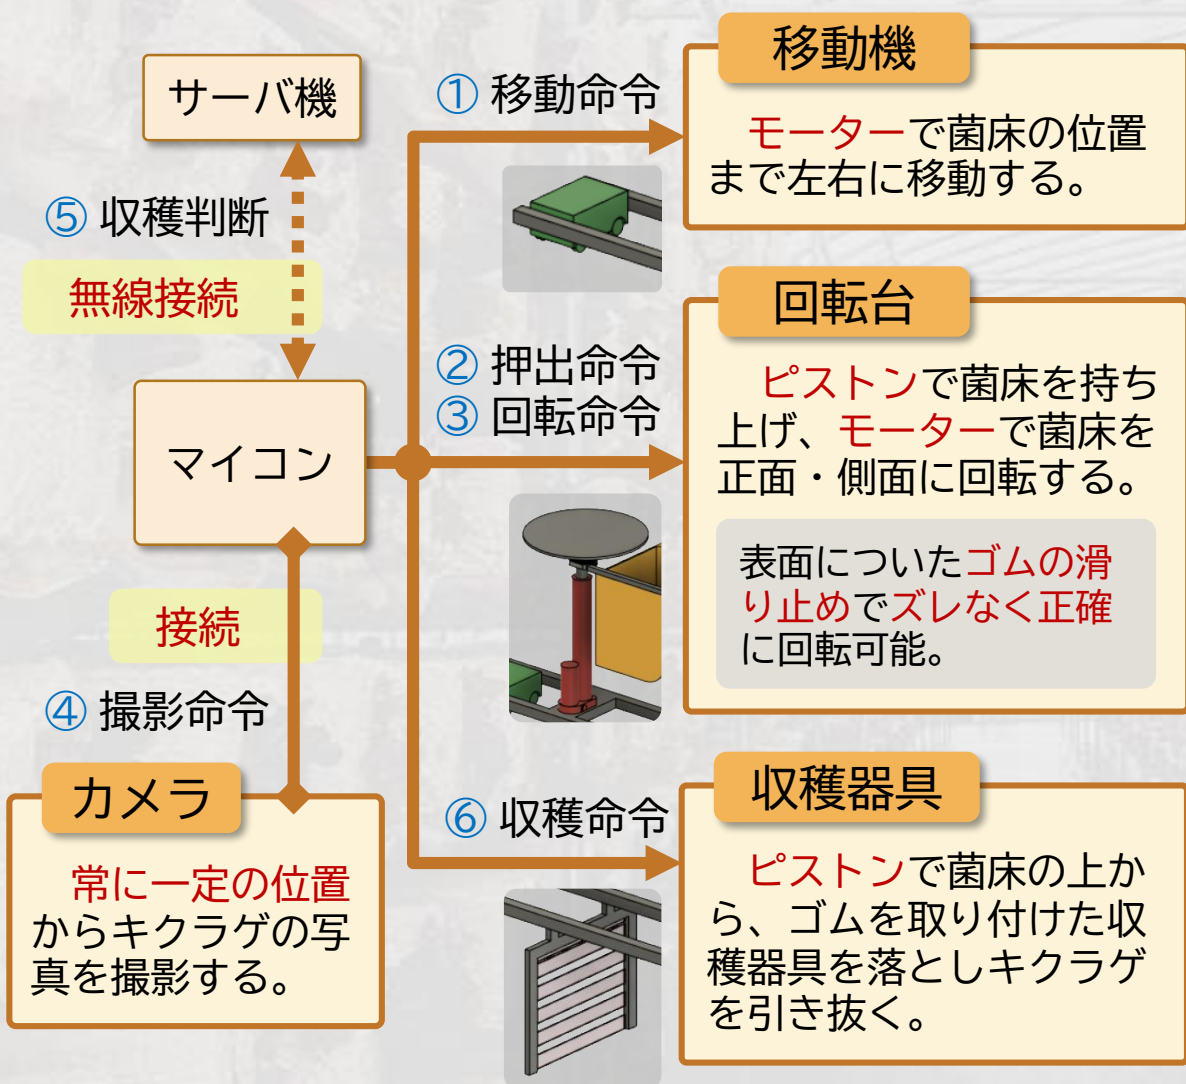 サーバ機
⑤ 収穫判断
無線接続
マイコン
接続
④ 撮影命令
カメラ
常に一定の位置
からキクラゲの写
真を撮影する。
① 移動命令
移動機
モーターで菌床の位置
まで左右に移動する。
② 押出命令
③ 回転命令
回転台
ピストンで菌床を持ち
上げ、モーターで菌床を
正面・側面に回転する。
表面についたゴムの滑
り止めでズレなく正確
に回転可能。
⑥ 収穫命令
収穫器具
ピストンで菌床の上か
ら、ゴムを取り付けた収
穫器具を落としキクラゲ
を引き抜く。